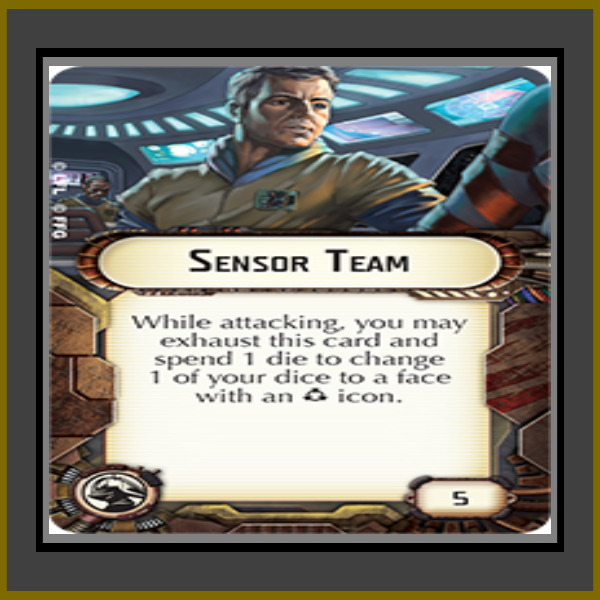 © LFL © FFG
SENSOR TEAM
While attacking, you may
exhaust this card and
spend 1 die to change
1 of your dice to a face
with an icon.
5